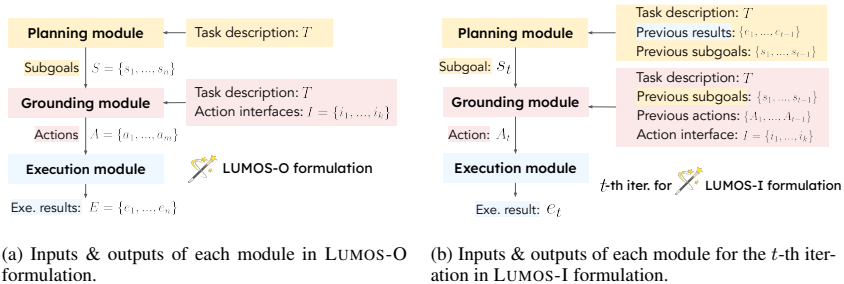 Planning module
Task description: T
Subgoals S = {s₁, ..., sₙ}
Grounding module
Task description: T
Action interfaces: I = {i₁, ..., iₖ}
Actions A = {a₁, ..., aₘ}
Execution module
LUMOS-O formulation
Exe. results: E = {e₁, ..., eₙ}
(a) Inputs & outputs of each module in LUMOS-O
formulation.
Planning module
Task description: T
Previous results: {e₁, ..., eₜ₋₁}
Previous subgoals: {s₁, ..., sₜ₋₁}
Subgoal: sₜ
Grounding module
Task description: T
Previous subgoals: {s₁, ..., sₜ₋₁}
Previous actions: {A₁, ..., Aₜ₋₁}
Action interface: I = {i₁, ..., iₖ}
Action: Aₜ
Execution module
t-th iter. for LUMOS-I formulation
Exe. result: eₜ
(b) Inputs & outputs of each module for the t-th iter-
ation in LUMOS-I formulation.